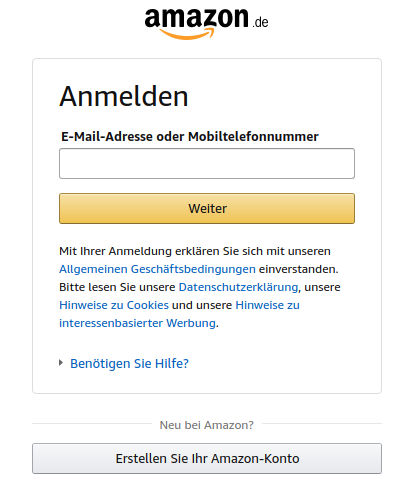 amazon.de
Anmelden
E-Mail-Adresse oder Mobiltelefonnummer
Weiter
Mit Ihrer Anmeldung erklären Sie sich mit unseren
Allgemeinen Geschäftsbedingungen einverstanden.
Bitte lesen Sie unsere Datenschutzerklärung, unsere
Hinweise zu Cookies und unsere Hinweise zu
interessenbasierter Werbung.
Benötigen Sie Hilfe?
Neu bei Amazon?
Erstellen Sie Ihr Amazon-Konto